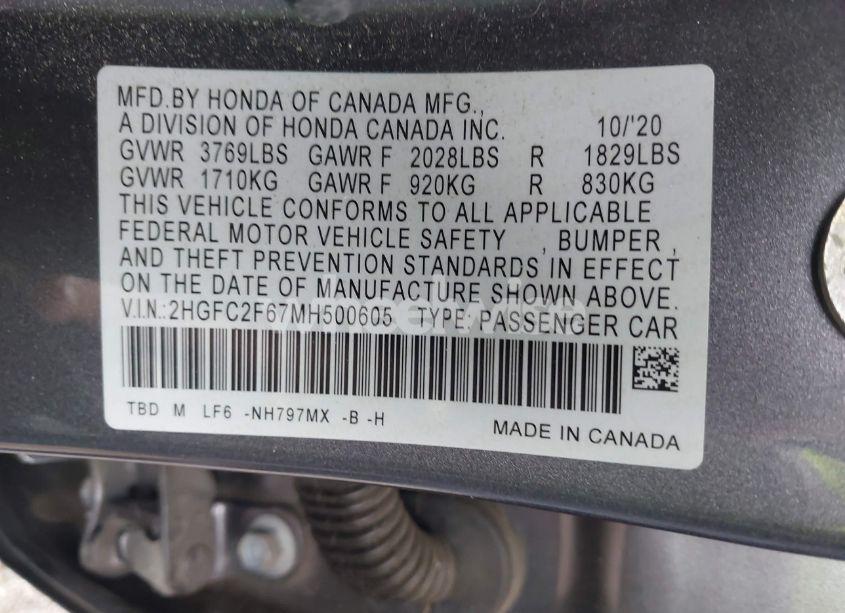 MFD.BY HONDA OF CANADA MFG.,
A DIVISION OF HONDA CANADA INC. 10/'20
GVWR 3769LBS GAWR F 2028LBS R 1829LBS
GVWR 1710KG GAWR F 920KG R 830KG
THIS VEHICLE CONFORMS TO ALL APPLICABLE
FEDERAL MOTOR VEHICLE SAFETY , BUMPER ,
AND THEFT PREVENTION STANDARDS IN EFFECT
ON THE DATE OF MANUFACTURE SHOWN ABOVE.
V.I.N.:2HGFC2F67MH500605 TYPE: PASSENGER CAR
TBD M LF6 -NH797MX -B -H
MADE IN CANADA